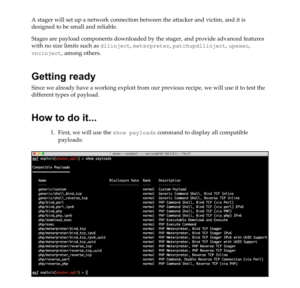 A stager will set up a network connection between the attacker and victim, and it is
designed to be small and reliable.
Stages are payload components downloaded by the stager, and provide advanced features
with no size limits such as dllinject, meterpreter, patchupdllinject, upexec,
vncinject, among others.
Getting ready
Since we already have a working exploit from our previous recipe, we will use it to test the
different types of payload.
How to do it...
1. First, we will use the show payloads command to display all compatible
payloads:
> show payloads
Compatible Payloads
Name Disclosure Date Rank Description
generic/custom normal Custom Payload
generic/shell_bind_tcp normal Generic Command Shell, Bind TCP Inline
generic/shell_reverse_tcp normal Generic Command Shell, Reverse TCP Inline
php/bind_perl normal PHP Command Shell, Bind TCP (via Perl)
php/bind_perl_ipv6 normal PHP Command Shell, Bind TCP (via perl) IPv6
php/bind_php normal PHP Command Shell, Bind TCP (via PHP)
php/bind_php_ipv6 normal PHP Command Shell, Bind TCP (via php) IPv6
php/download_exec normal PHP Executable Download and Execute
php/exec normal PHP Execute Command
php/meterpreter/bind_tcp normal PHP Meterpreter, Bind TCP Stager
php/meterpreter/bind_tcp_ipv6 normal PHP Meterpreter, Bind TCP Stager IPv6
php/meterpreter/bind_tcp_ipv6_uuid normal PHP Meterpreter, Bind TCP Stager IPv6 with UUID Support
php/meterpreter/bind_tcp_uuid normal PHP Meterpreter, Bind TCP Stager with UUID Support
php/meterpreter/reverse_tcp normal PHP Meterpreter, PHP Reverse TCP Stager
php/meterpreter/reverse_tcp_uuid normal PHP Meterpreter, PHP Reverse TCP Stager
php/meterpreter_reverse_tcp normal PHP Meterpreter, Reverse TCP Inline
php/reverse_perl normal PHP Command, Double Reverse TCP Connection (via Perl)
php/reverse_php normal PHP Command Shell, Reverse TCP (via PHP)